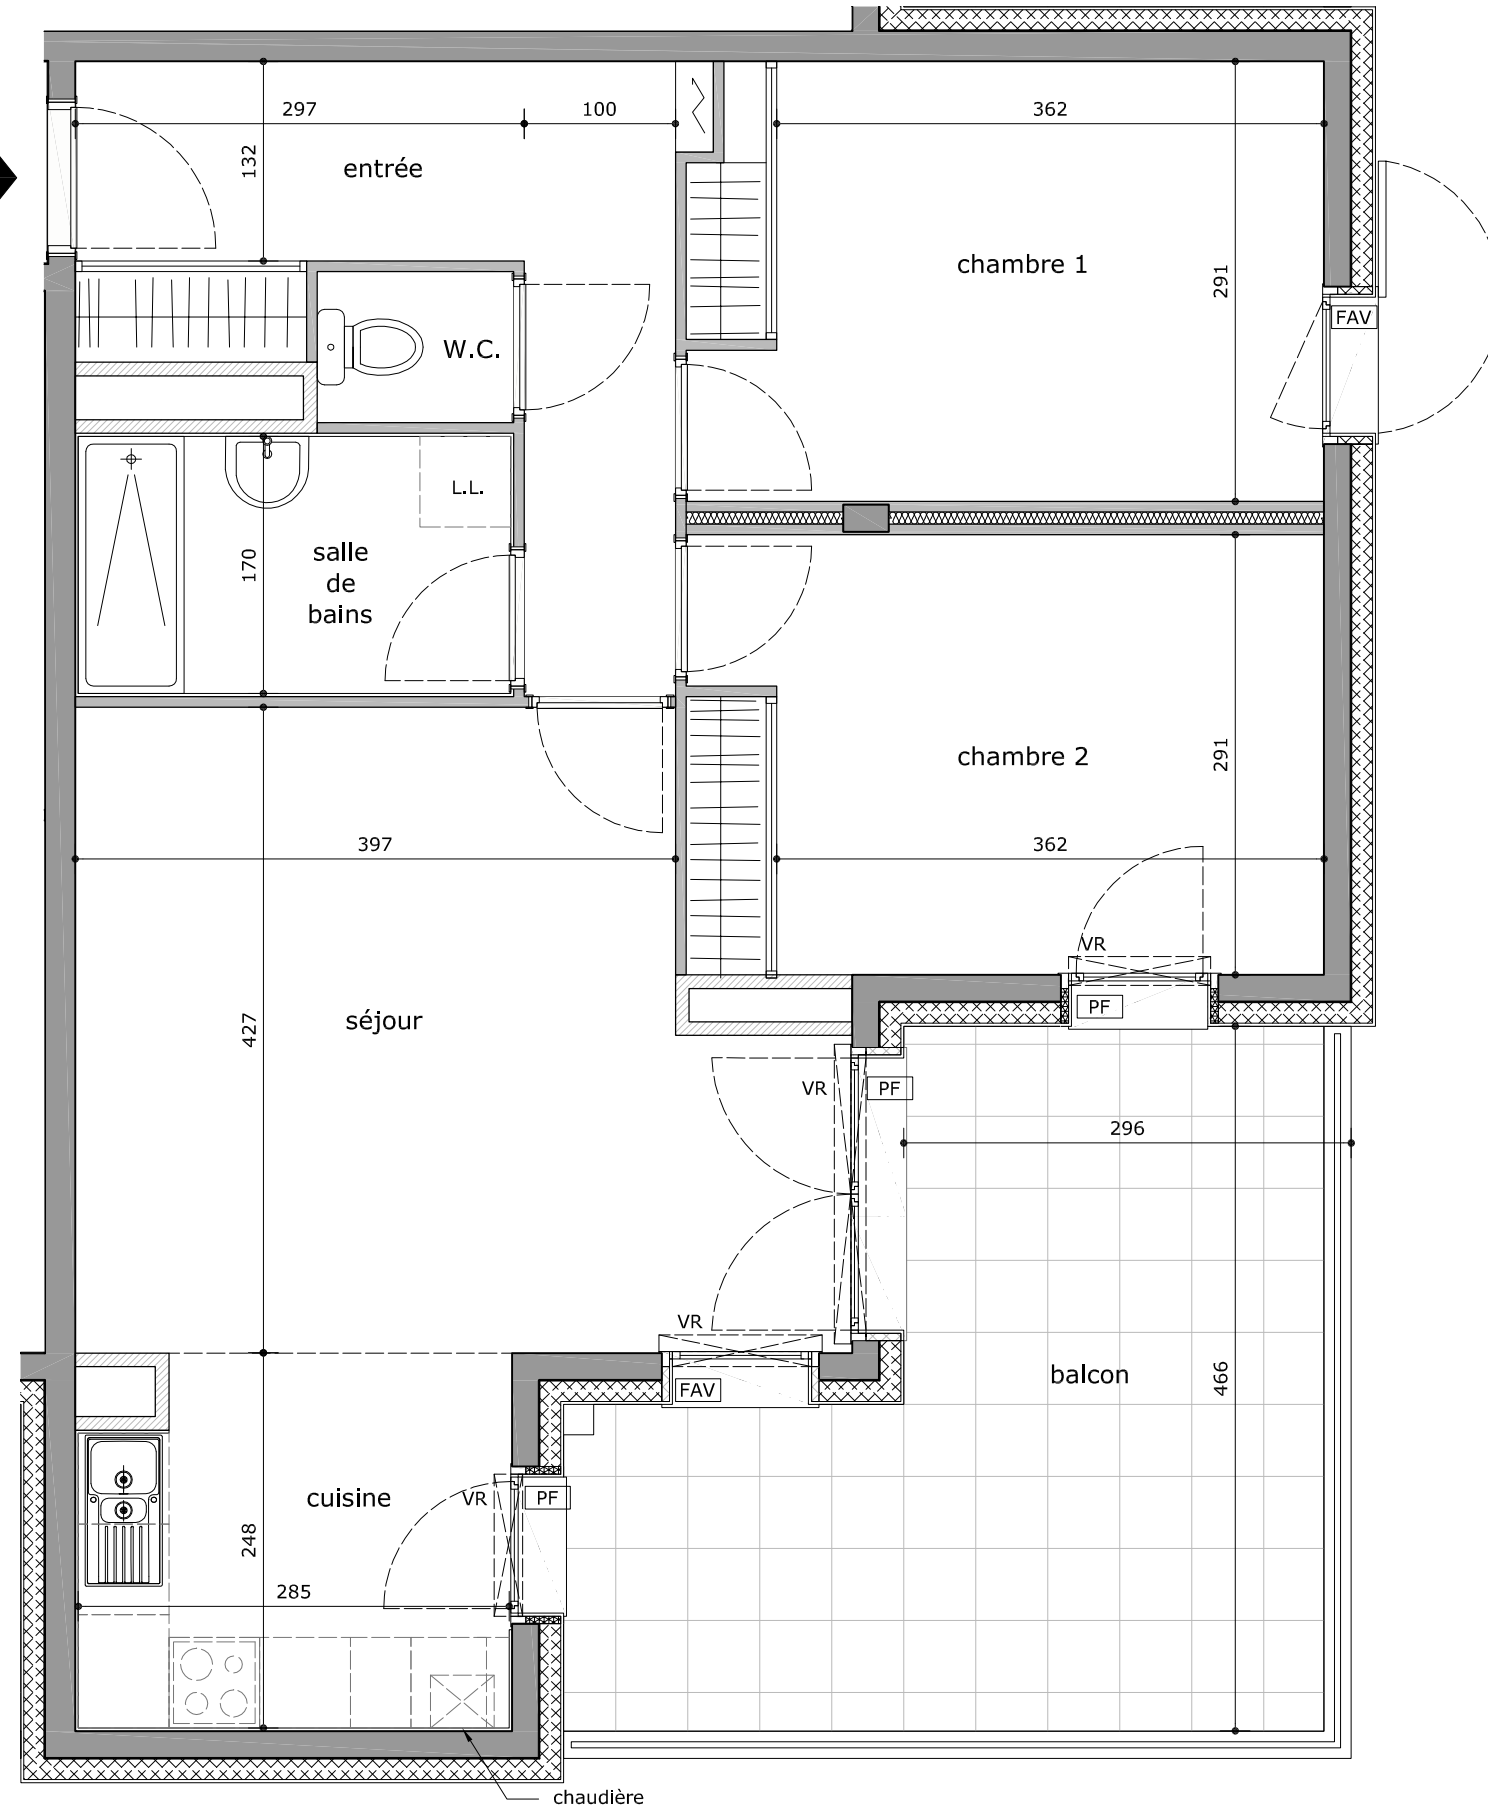 297
100
362
132
entrée
chambre 1
291
FAV
W.C.
L.L.
170
salle
de
bains
chambre 2
291
397
362
VR
PF
427
séjour
VR
PF
296
VR
FAV
balcon
466
cuisine
VR
PF
248
285
chaudière